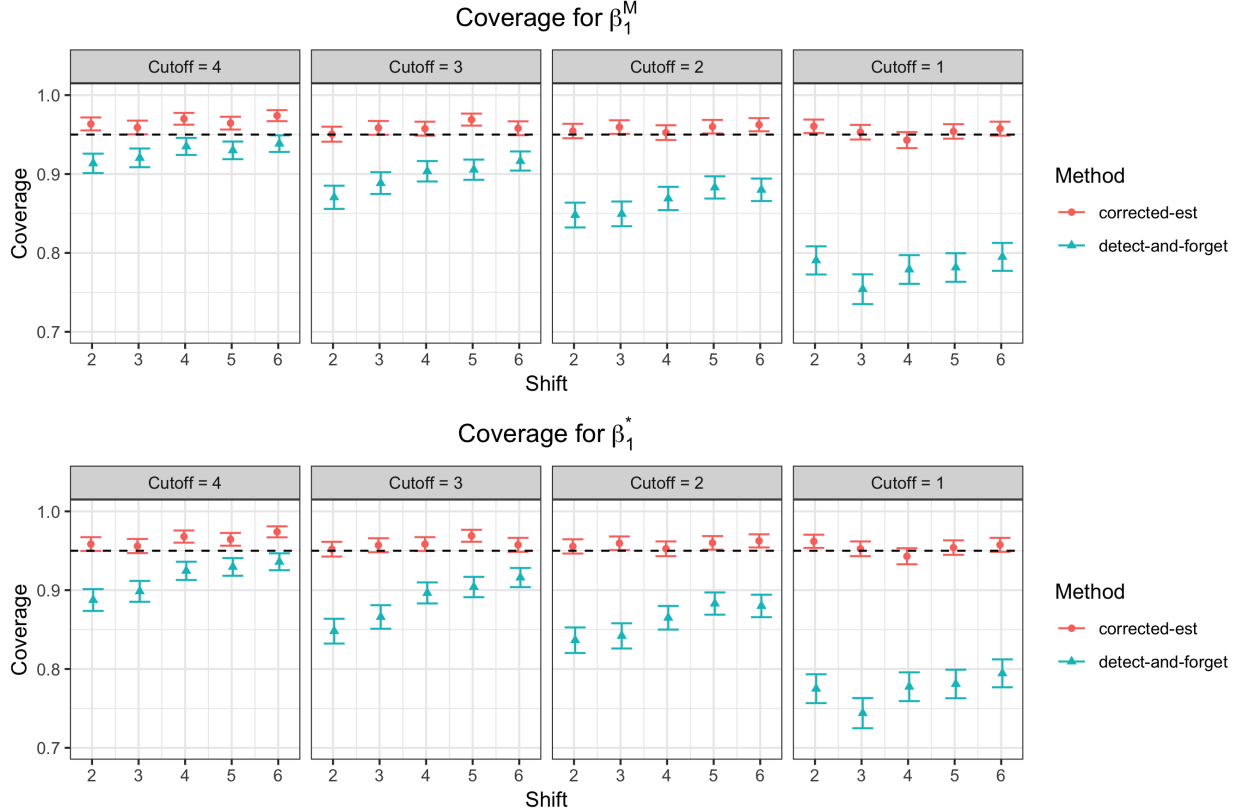 Coverage for β₁ᴹ
Cutoff = 4 Cutoff = 3 Cutoff = 2 Cutoff = 1
1.0
0.9
0.8
0.7
Coverage
2 3 4 5 6 2 3 4 5 6 2 3 4 5 6 2 3 4 5 6
Shift
Method
corrected-est
detect-and-forget
Coverage for β₁*
Cutoff = 4 Cutoff = 3 Cutoff = 2 Cutoff = 1
1.0
0.9
0.8
0.7
Coverage
2 3 4 5 6 2 3 4 5 6 2 3 4 5 6 2 3 4 5 6
Shift
Method
corrected-est
detect-and-forget